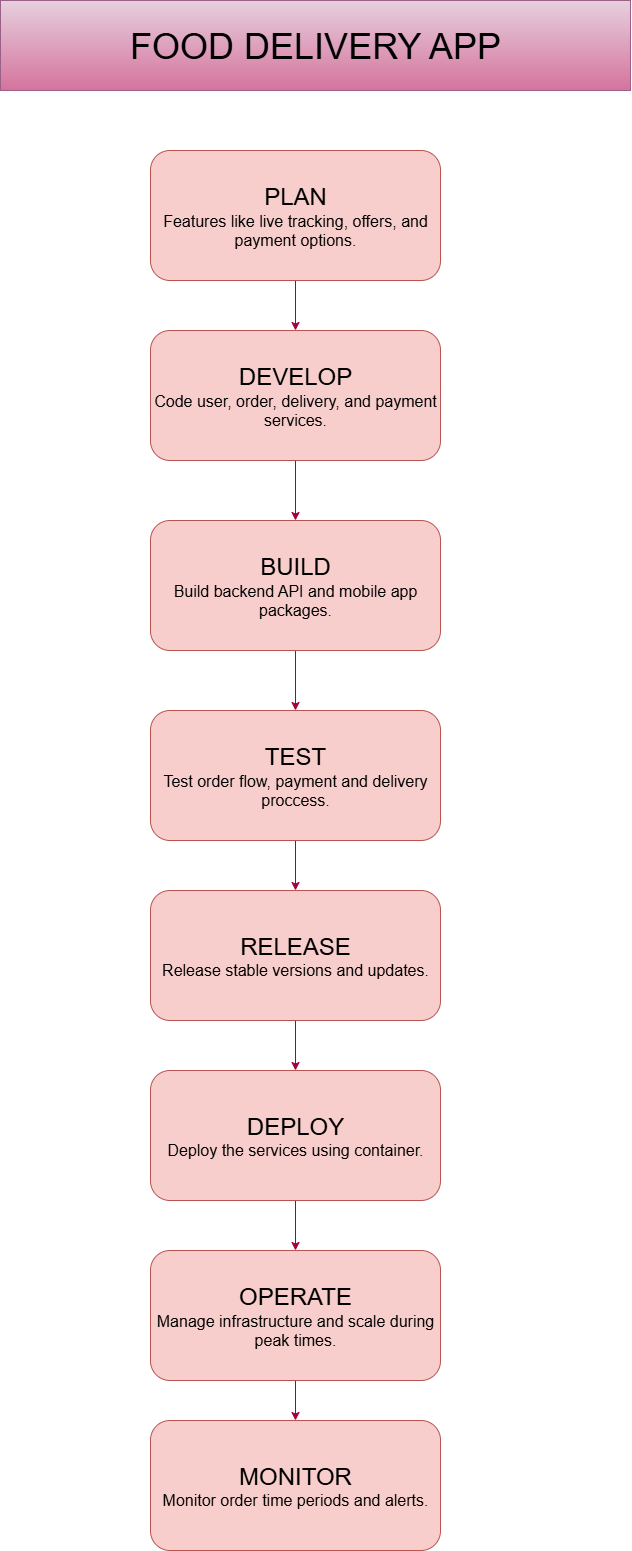 FOOD DELIVERY APP
PLAN
Features like live tracking, offers, and
payment options.
DEVELOP
Code user, order, delivery, and payment
services.
BUILD
Build backend API and mobile app
packages.
TEST
Test order flow, payment and delivery
proccess.
RELEASE
Release stable versions and updates.
DEPLOY
Deploy the services using container.
OPERATE
Manage infrastructure and scale during
peak times.
MONITOR
Monitor order time periods and alerts.